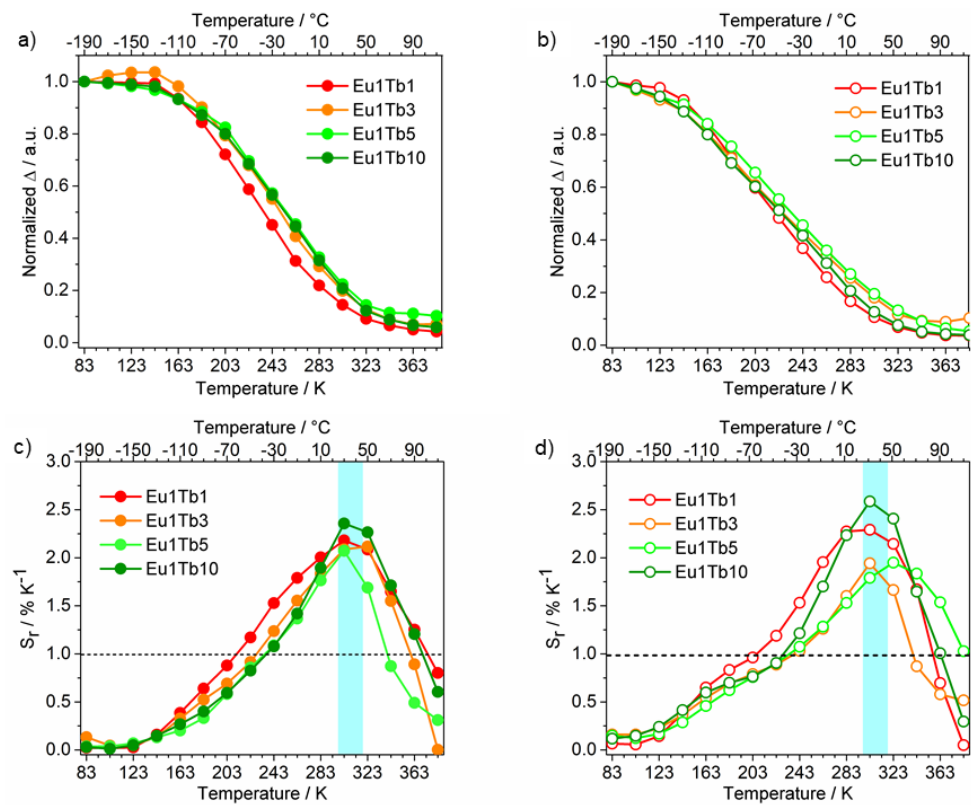 a)
Temperature / °C
-190 -150 -110 -70 -30 10 50 90
Normalized Δ / a.u.
1.0
0.8
0.6
0.4
0.2
0.0
Eu1Tb1
Eu1Tb3
Eu1Tb5
Eu1Tb10
83 123 163 203 243 283 323 363
Temperature / K
b)
Temperature / °C
-190 -150 -110 -70 -30 10 50 90
Normalized Δ / a.u.
1.0
0.8
0.6
0.4
0.2
0.0
Eu1Tb1
Eu1Tb3
Eu1Tb5
Eu1Tb10
83 123 163 203 243 283 323 363
Temperature / K
c)
Temperature / °C
-190 -150 -110 -70 -30 10 50 90
Sr / % K⁻¹
3.0
2.5
2.0
1.5
1.0
0.5
0.0
Eu1Tb1
Eu1Tb3
Eu1Tb5
Eu1Tb10
83 123 163 203 243 283 323 363
Temperature / K
d)
Temperature / °C
-190 -150 -110 -70 -30 10 50 90
Sr / % K⁻¹
3.0
2.5
2.0
1.5
1.0
0.5
0.0
Eu1Tb1
Eu1Tb3
Eu1Tb5
Eu1Tb10
83 123 163 203 243 283 323 363
Temperature / K